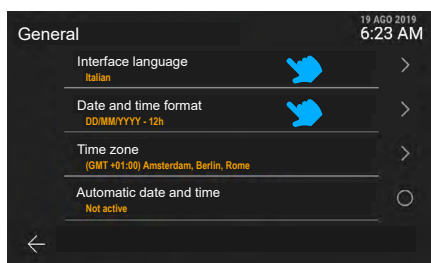 19 AGO 2019
General
6:23 AM
Interface language
Italian
Date and time format
DD/MM/YYYY - 12h
Time zone
(GMT +01:00) Amsterdam, Berlin, Rome
Automatic date and time
Not active